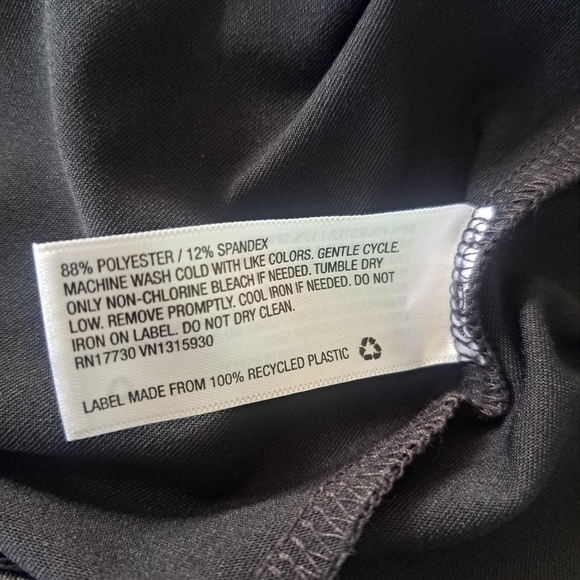 88% POLYESTER / 12% SPANDEX
MACHINE WASH COLD WITH LIKE COLORS. GENTLE CYCLE.
ONLY NON-CHLORINE BLEACH IF NEEDED. TUMBLE DRY
LOW. REMOVE PROMPTLY. COOL IRON IF NEEDED. DO NOT
IRON ON LABEL. DO NOT DRY CLEAN.
RN17730 VN1315930
LABEL MADE FROM 100% RECYCLED PLASTIC